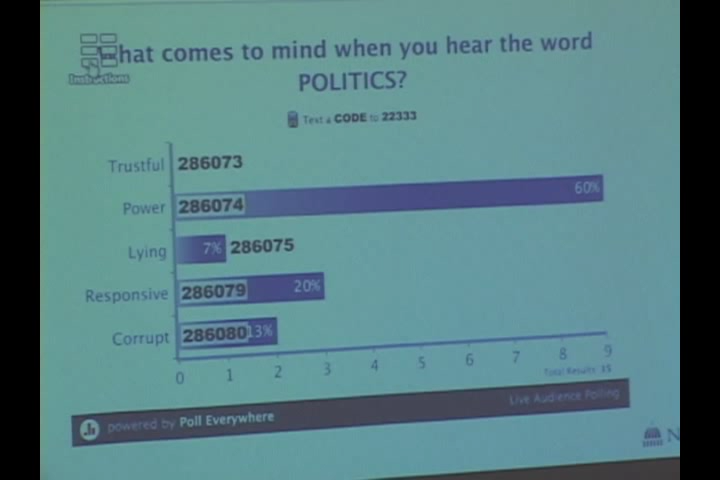 hat comes to mind when you hear the word
POLITICS?
Instructions
Text a CODE to 22333
Trustful 286073
Power 286074 60%
Lying 7% 286075
Responsive 286079 20%
Corrupt 286080 13%
0 1 2 3 4 5 6 7 8 9
Total Results: 15
powered by Poll Everywhere Live Audience Polling
N